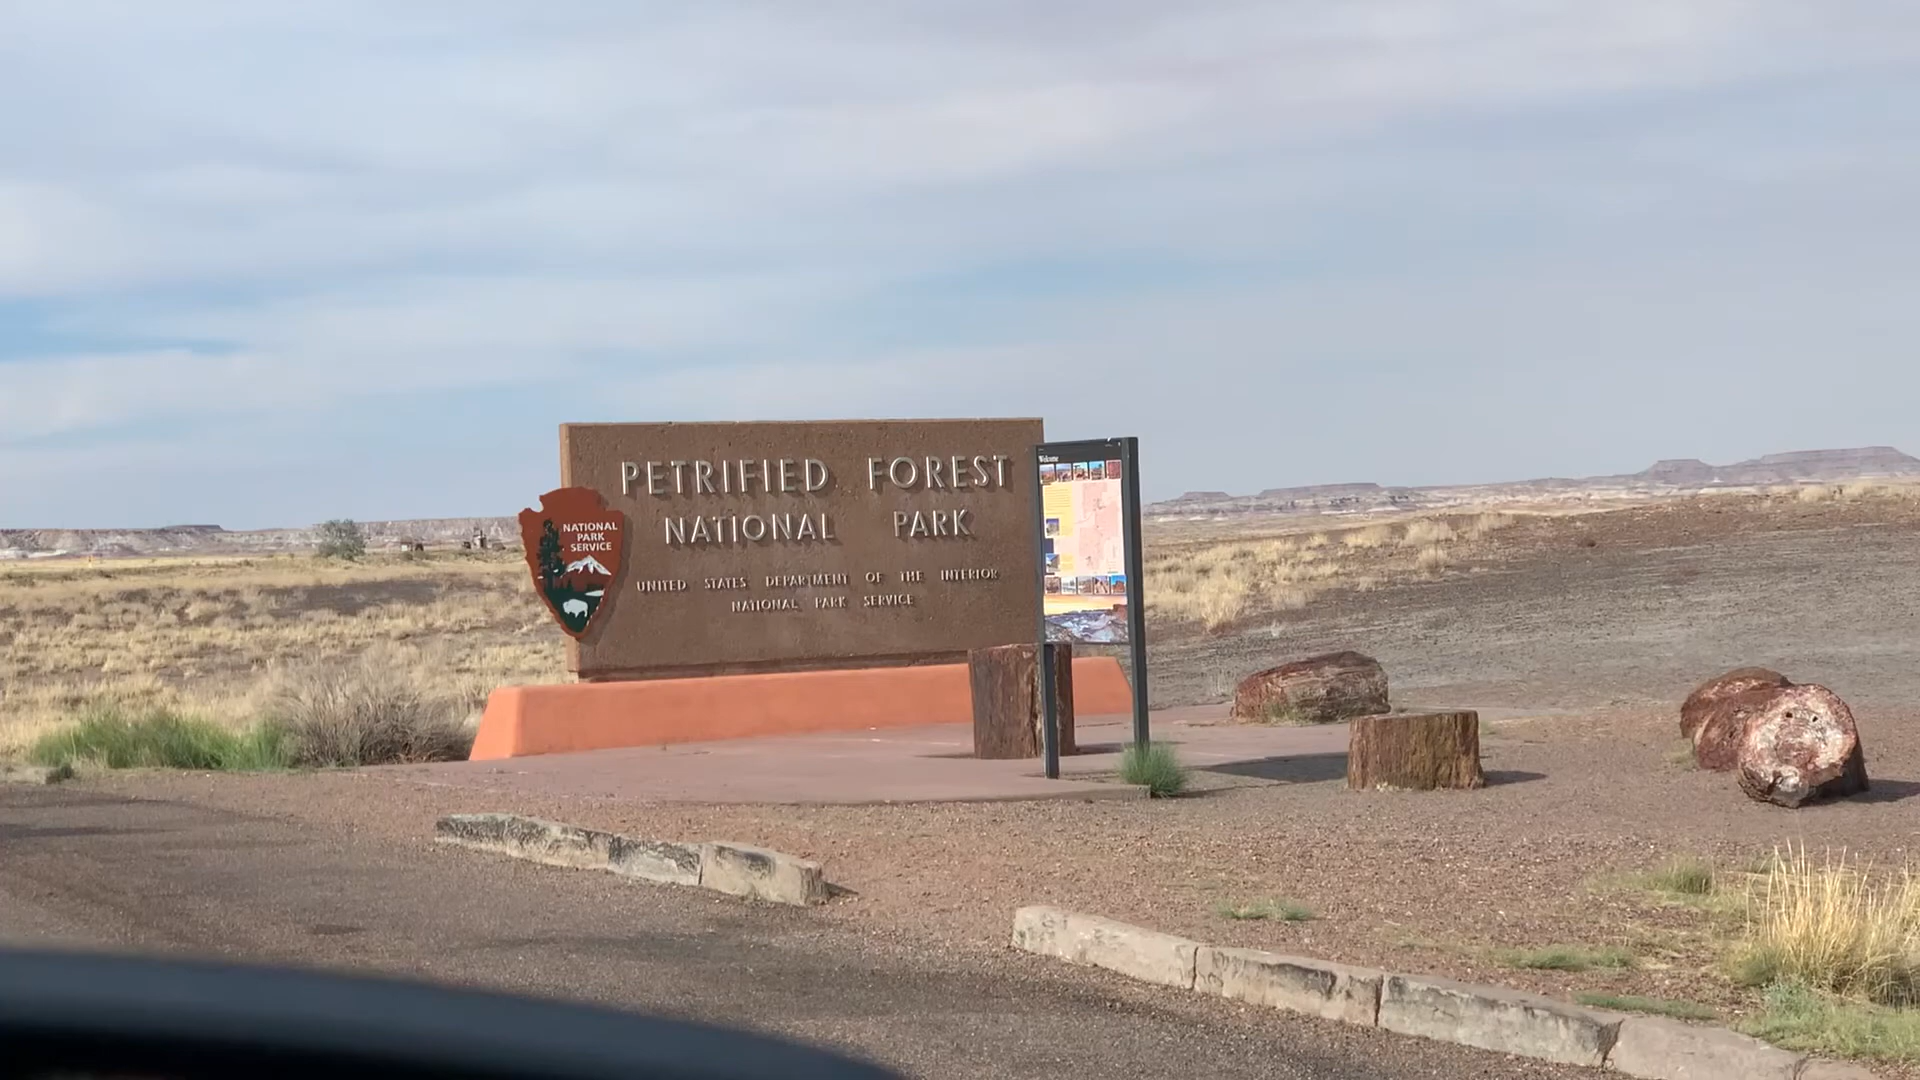 PETRIFIED FOREST
NATIONAL PARK
UNITED STATES DEPARTMENT OF THE INTERIOR
NATIONAL PARK SERVICE
NATIONAL
PARK
SERVICE
Welcome